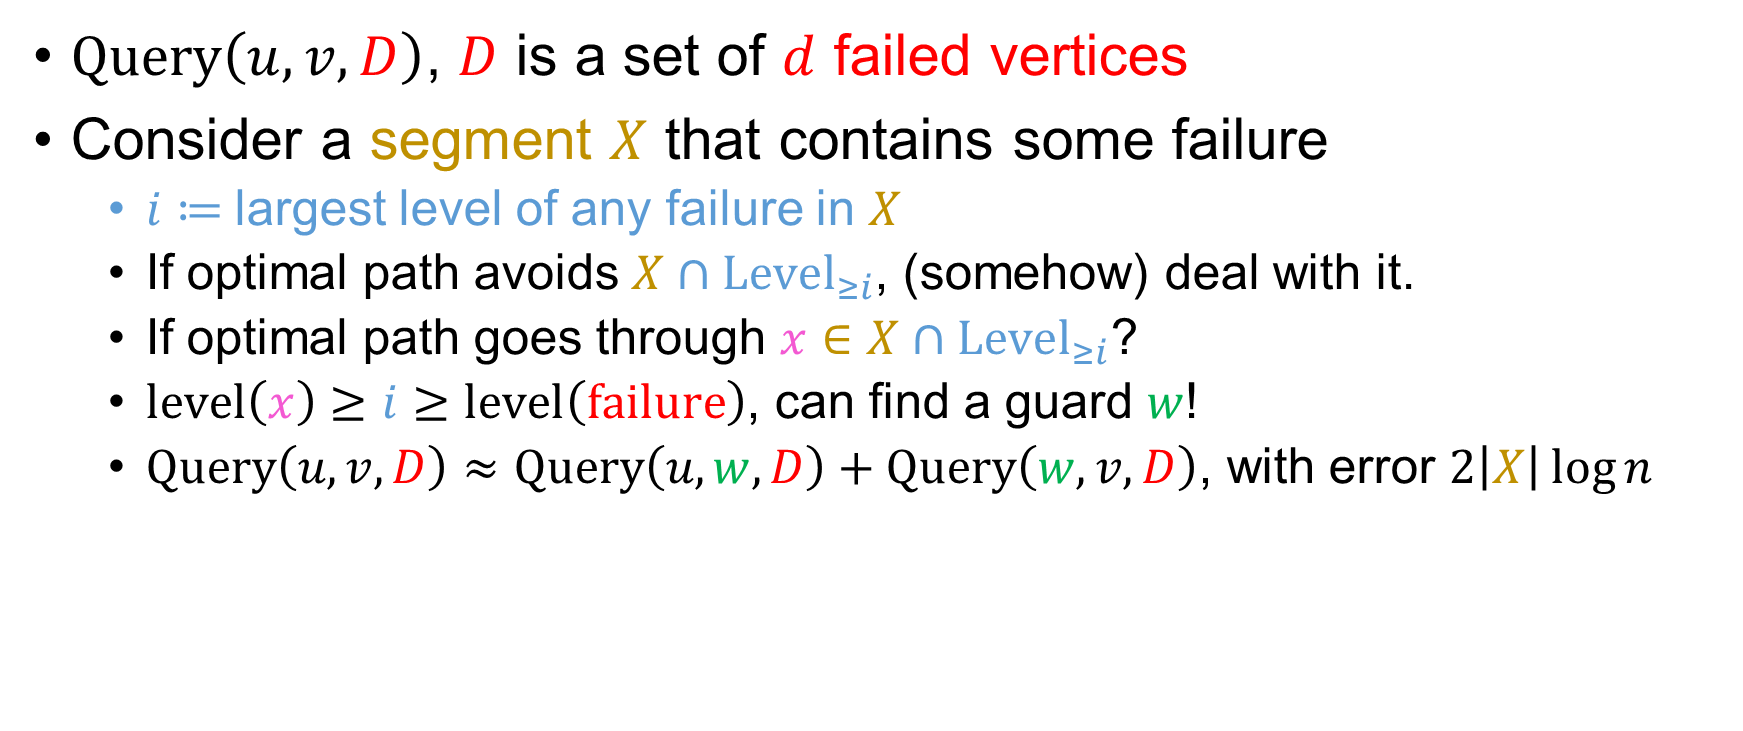 • Query(u, v, D), D is a set of d failed vertices
• Consider a segment X that contains some failure
• i := largest level of any failure in X
• If optimal path avoids X ∩ Level≥i, (somehow) deal with it.
• If optimal path goes through x ∈ X ∩ Level≥i?
• level(x) ≥ i ≥ level(failure), can find a guard w!
• Query(u, v, D) ≈ Query(u, w, D) + Query(w, v, D), with error 2|X| log n